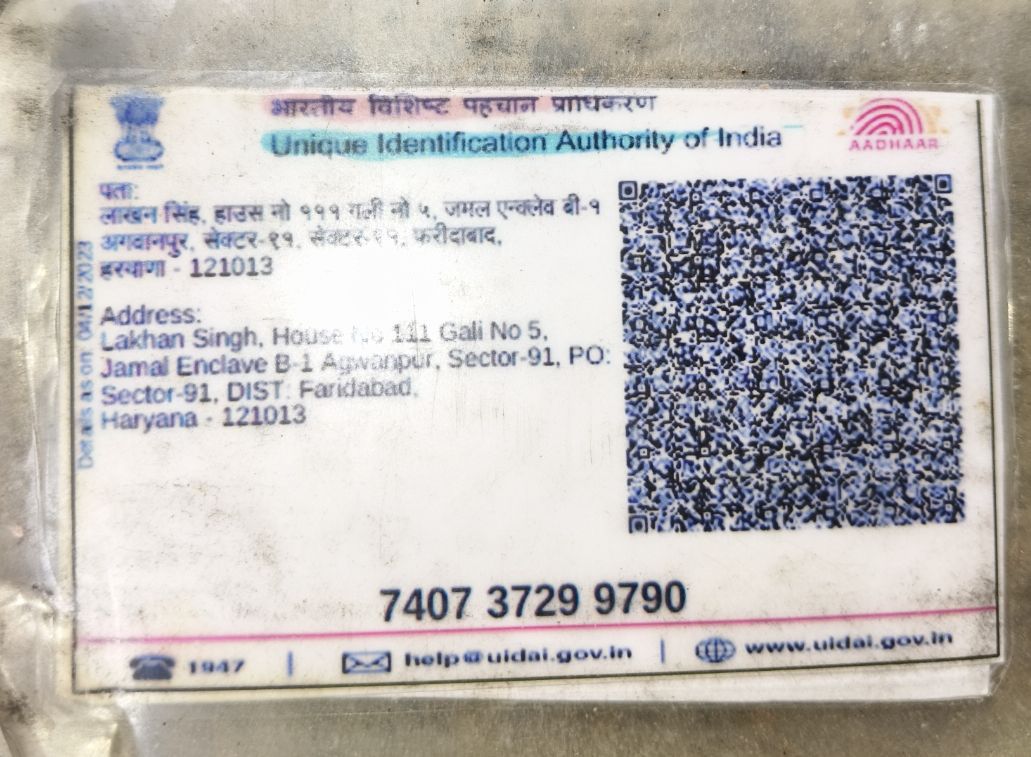 भारतीय विशिष्ट पहचान प्राधिकरण
Unique Identification Authority of India
AADHAAR
पता:
लाखन सिंह, हाउस नो १११ गली नो ५, जमल एन्क्लेव बी-१
अगवानपुर, सेक्टर-९१, सेक्टर-९१, फरीदाबाद,
हरयाणा - 121013
Details as on: 04/12/2023
Address:
Lakhan Singh, House No 111 Gali No 5,
Jamal Enclave B-1 Agwanpur, Sector-91, PO:
Sector-91, DIST: Faridabad,
Haryana - 121013
7407 3729 9790
1947 | help@uidai.gov.in | www.uidai.gov.in